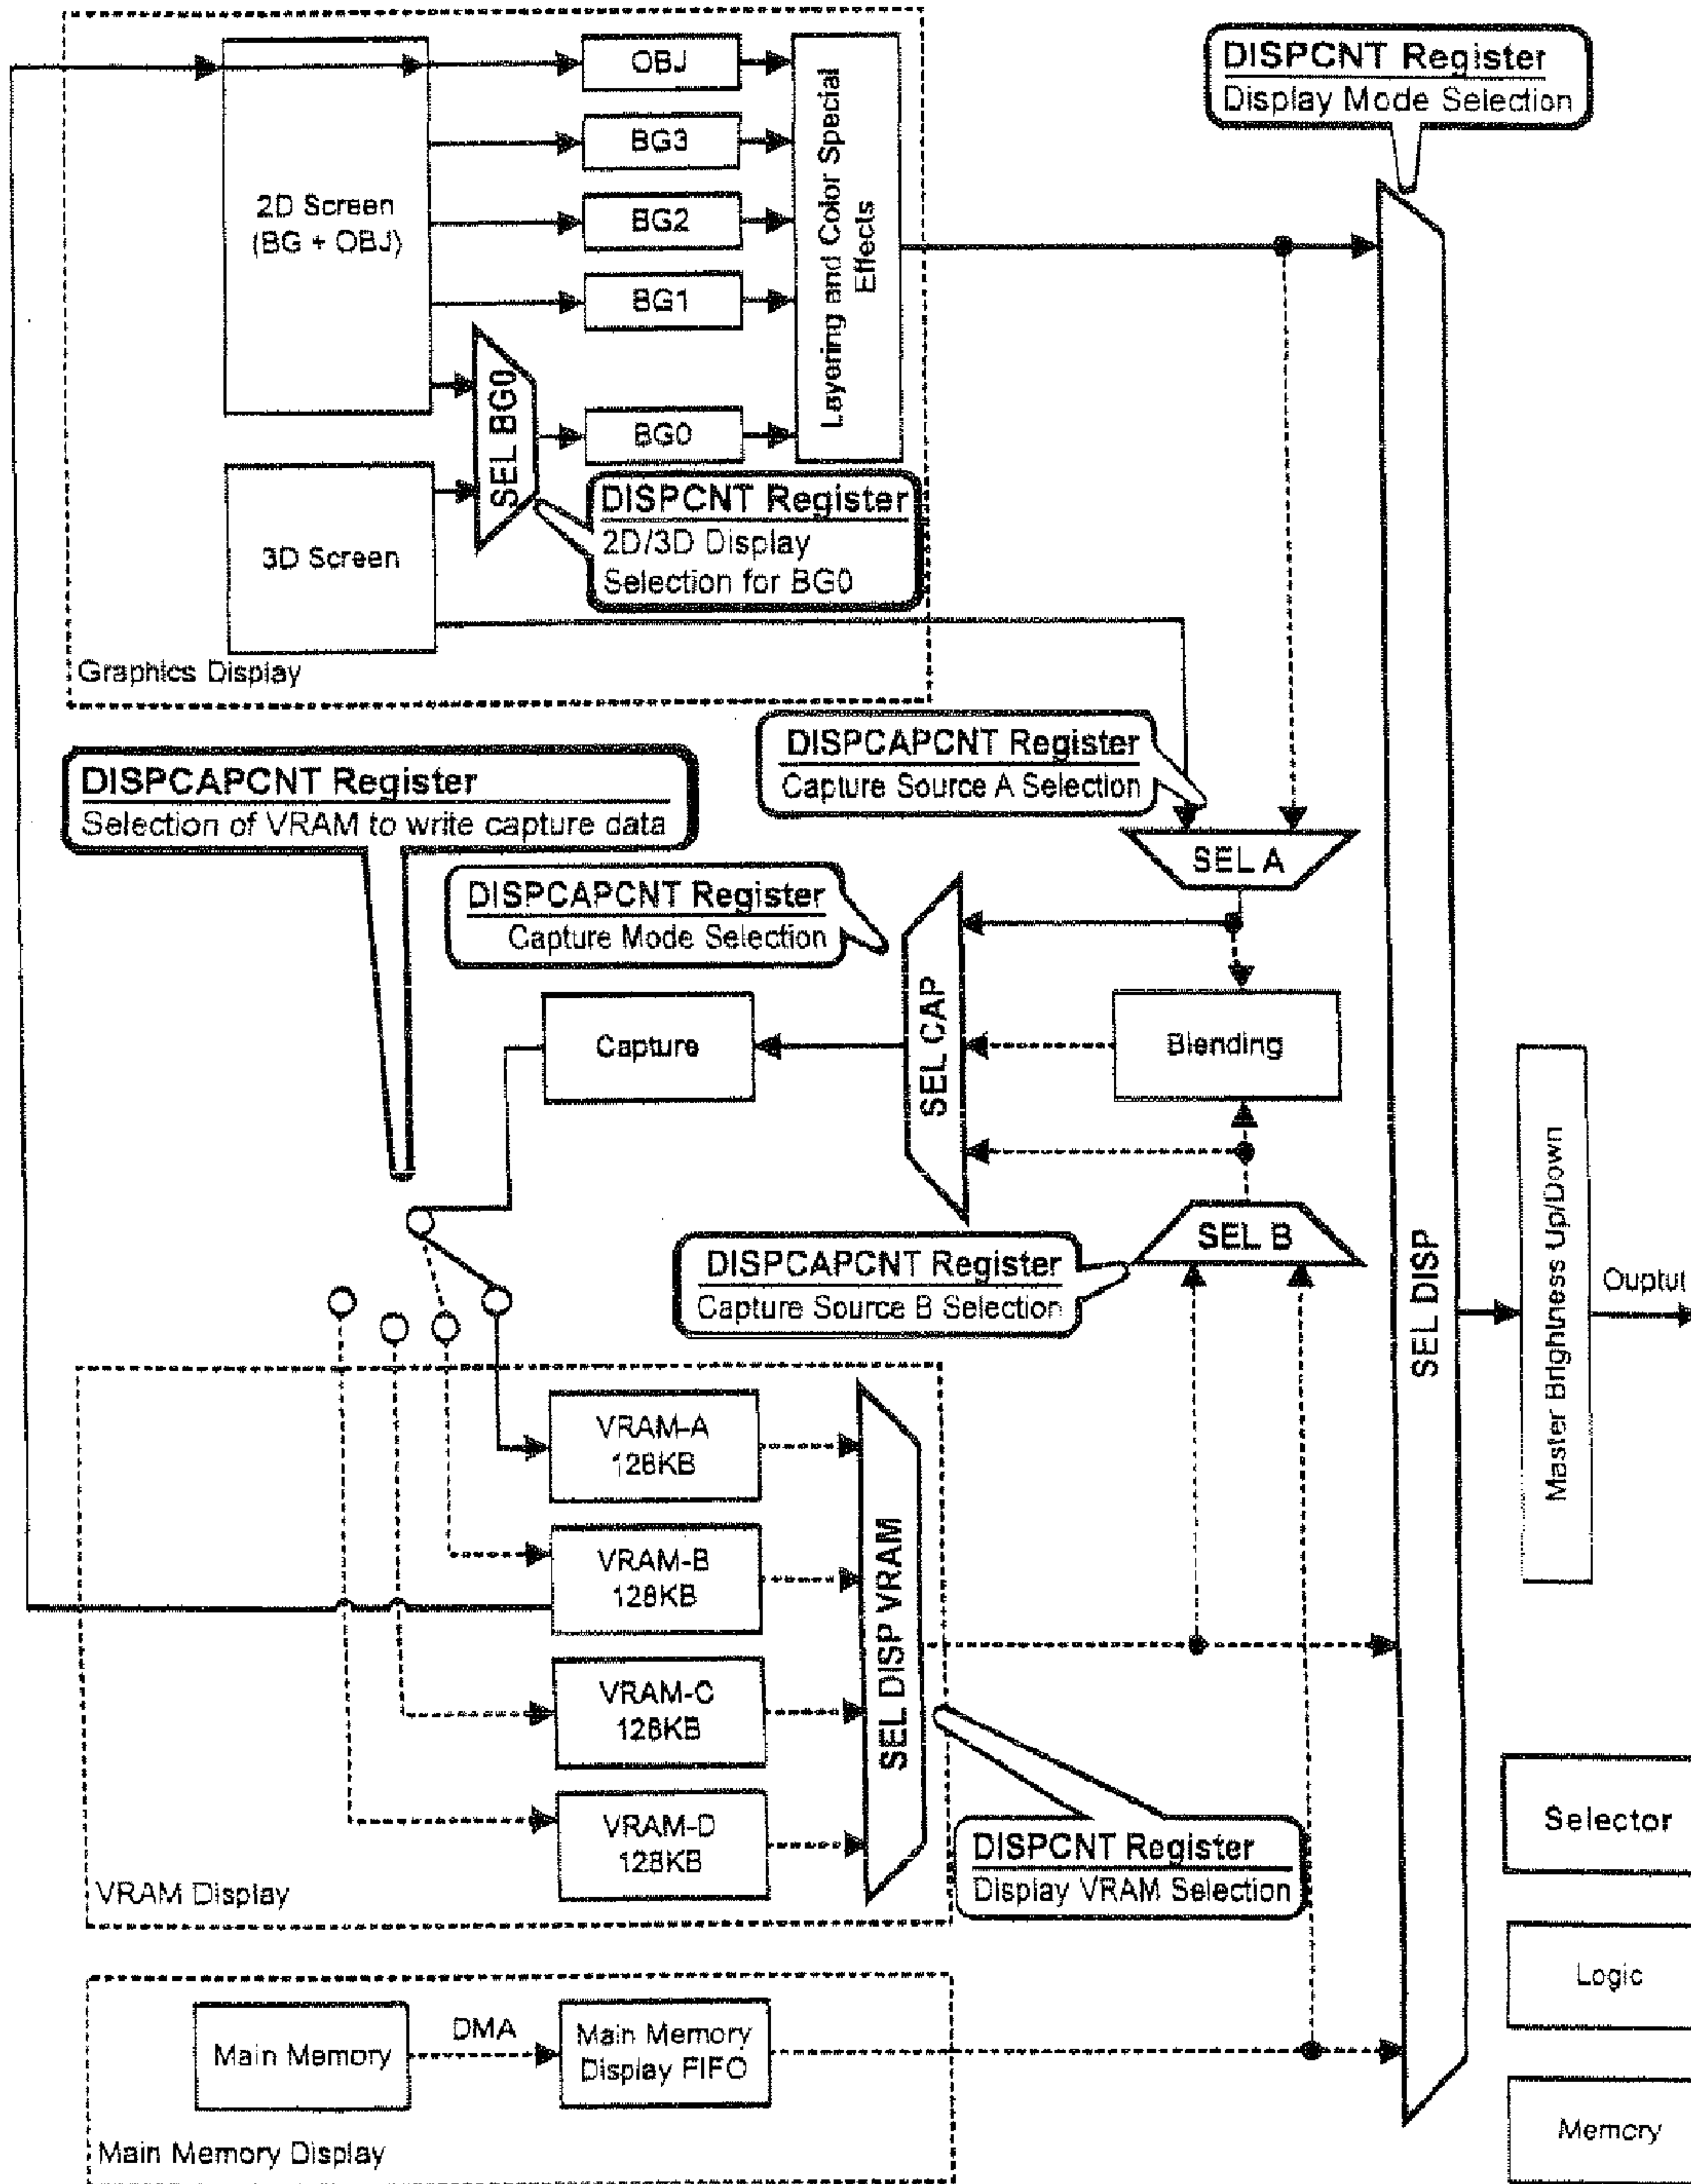 OBJ
DISPCNT Register
Display Mode Selection
BG3
2D Screen
(BG + OBJ)
BG2
BG1
Layering and Color Special
Effects
SEL BG0
BG0
DISPCNT Register
2D/3D Display
Selection for BG0
3D Screen
Graphics Display
DISPCAPCNT Register
Capture Source A Selection
DISPCAPCNT Register
Selection of VRAM to write capture data
SEL A
DISPCAPCNT Register
Capture Mode Selection
SEL CAP
Capture
Blending
SEL B
DISPCAPCNT Register
Capture Source B Selection
SEL DISP
Master Brightness Up/Down
Ouptut
VRAM-A
128KB
VRAM-B
128KB
SEL DISP VRAM
VRAM-C
128KB
VRAM-D
128KB
VRAM Display
DISPCNT Register
Display VRAM Selection
Selector
Logic
Main Memory
DMA
Main Memory
Display FIFO
Main Memory Display
Memory